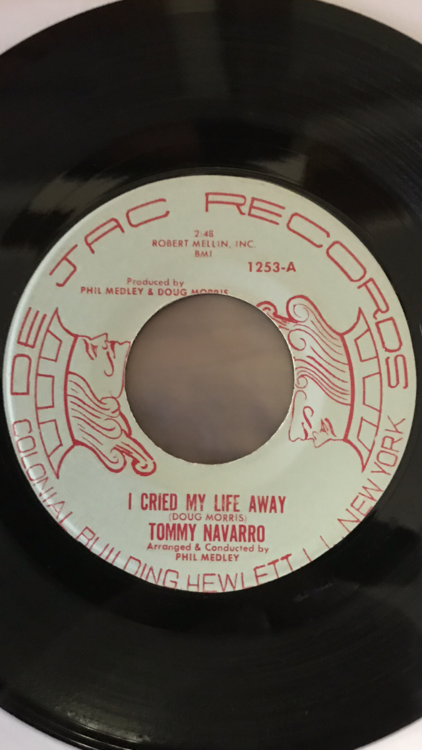 DE JAC RECORDS
2:48
ROBERT MELLIN, INC.
BMI
1253-A
Produced by
PHIL MEDLEY & DOUG MORRIS
I CRIED MY LIFE AWAY
(DOUG MORRIS)
TOMMY NAVARRO
Arranged & Conducted by
PHIL MEDLEY
COLONIAL BUILDING HEWLETT L.I. NEW YORK